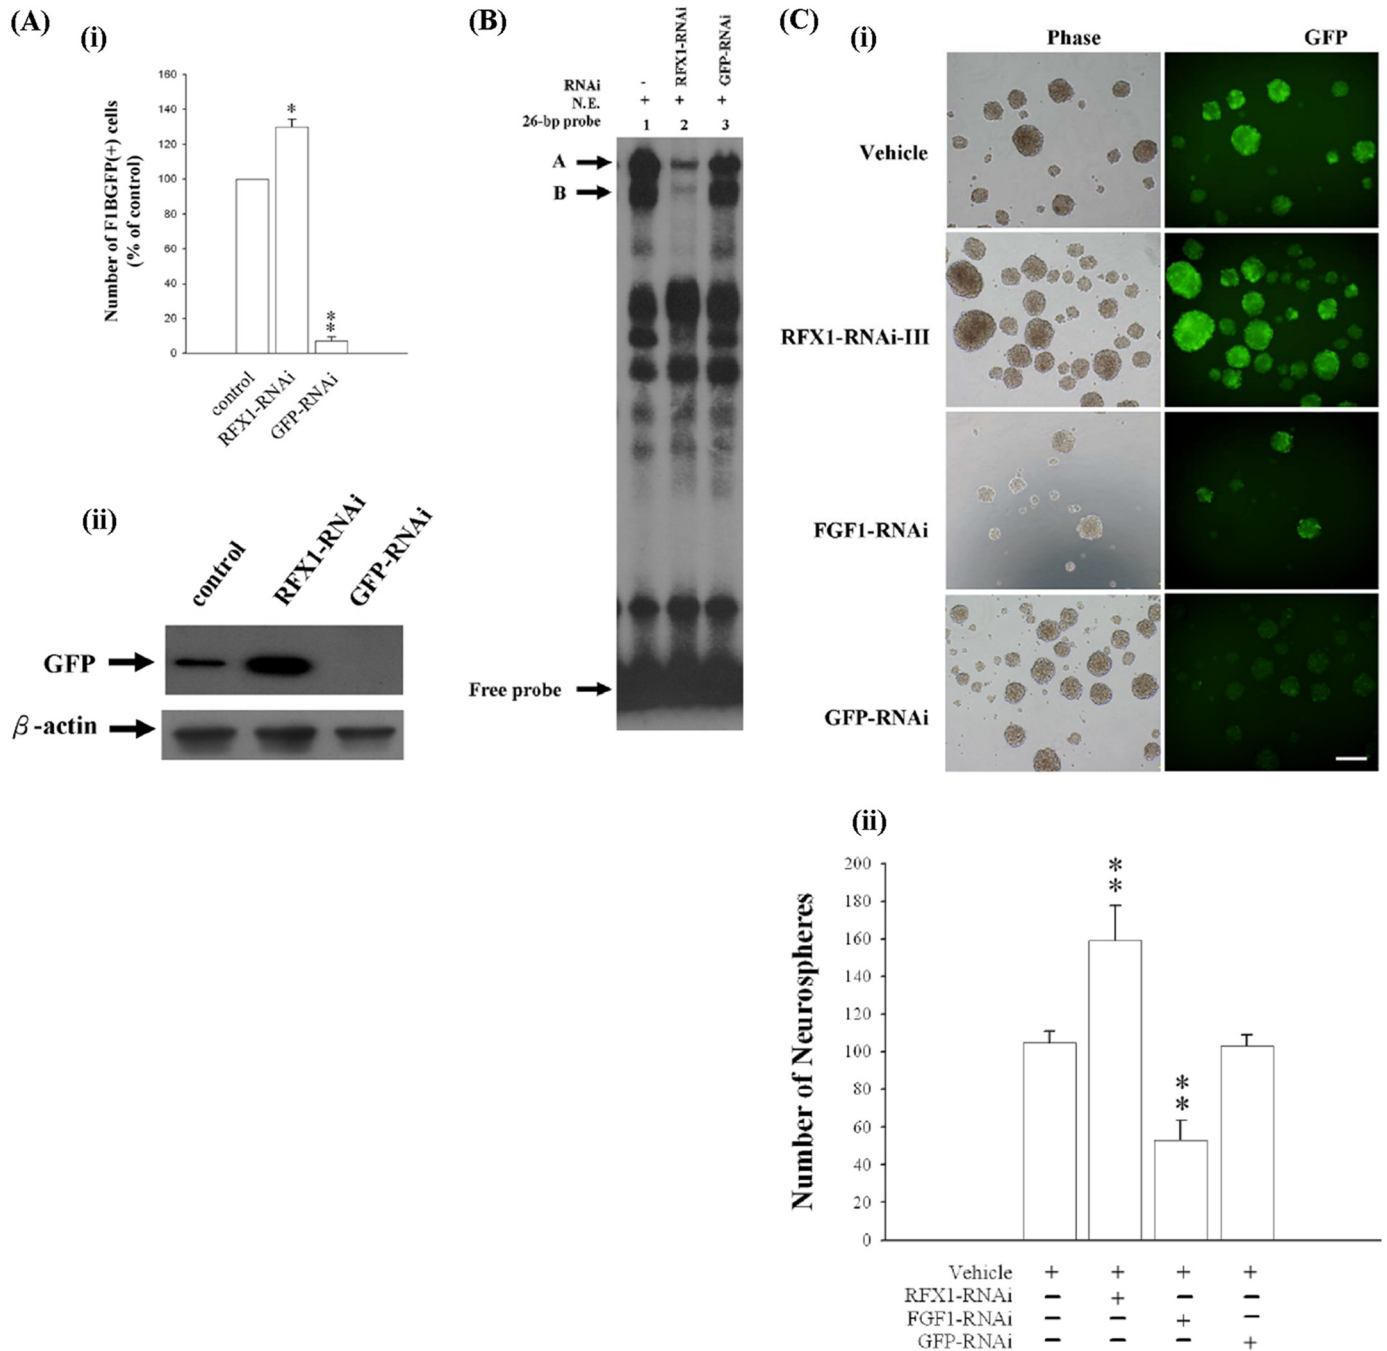 (A)
(i)
Number of F1BGFP(+) cells
(% of control)
160
140
120
100
80
60
40
20
0
*
**
control
RFX1-RNAi
GFP-RNAi
(ii)
control
RFX1-RNAi
GFP-RNAi
GFP
β-actin
(B)
RFX1-RNAi
GFP-RNAi
RNAi -
N.E. + + +
26-bp probe 1 2 3
A
B
Free probe
(C)
(i)
Phase GFP
Vehicle
RFX1-RNAi-III
FGF1-RNAi
GFP-RNAi
(ii)
Number of Neurospheres
200
180
160
140
120
100
80
60
40
20
0
**
**
Vehicle + + + +
RFX1-RNAi - + - -
FGF1-RNAi - - + -
GFP-RNAi - - - +